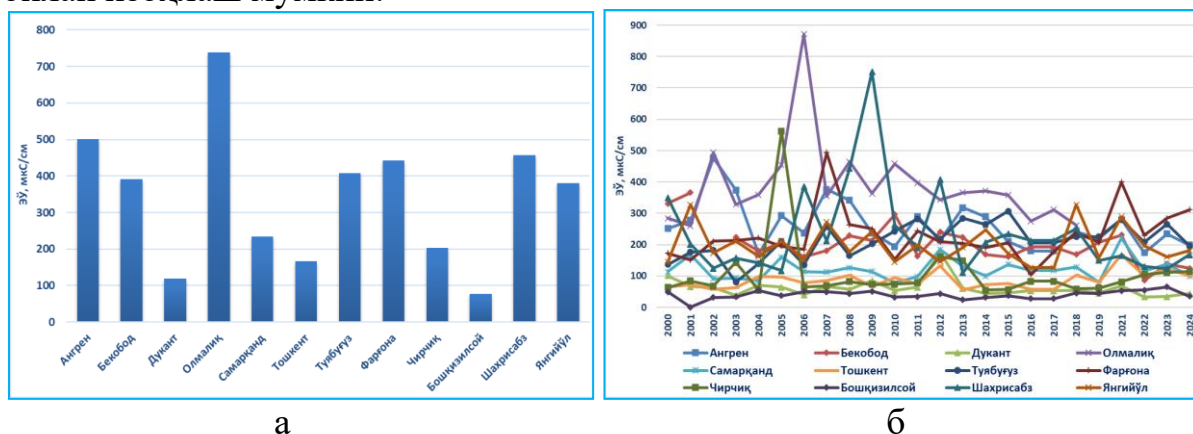 ЭЎ, мкС/см
800
700
600
500
400
300
200
100
0
Ангрен
Бекобод
Дукант
Олмалиқ
Самарқанд
Тошкент
Туябуғуз
Фарғона
Чирчиқ
Бошқизилсой
Шахрисабз
Янгийўл
а
ЭЎ, мкС/см
900
800
700
600
500
400
300
200
100
0
2000
2001
2002
2003
2004
2005
2006
2007
2008
2009
2010
2011
2012
2013
2014
2015
2016
2017
2018
2019
2021
2022
2023
2024
Ангрен Бекобод Дукант Олмалиқ
Самарқанд Тошкент Туябуғуз Фарғона
Чирчиқ Бошқизилсой Шахрисабз Янгийўл
б